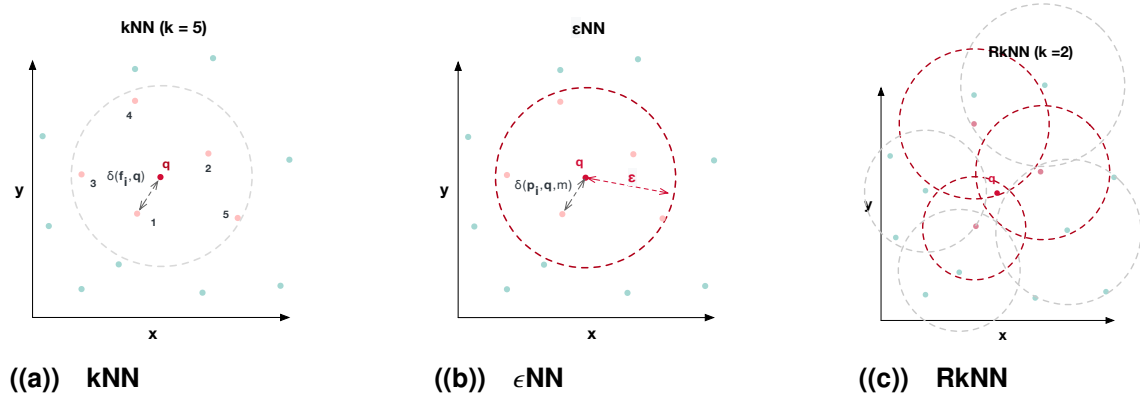 kNN (k = 5)
4
q
2
δ(fᵢ,q)
3
1
5
y
x
((a)) kNN
εNN
q
ε
δ(pᵢ,q,m)
y
x
((b)) ϵNN
RkNN (k =2)
q
y
x
((c)) RkNN